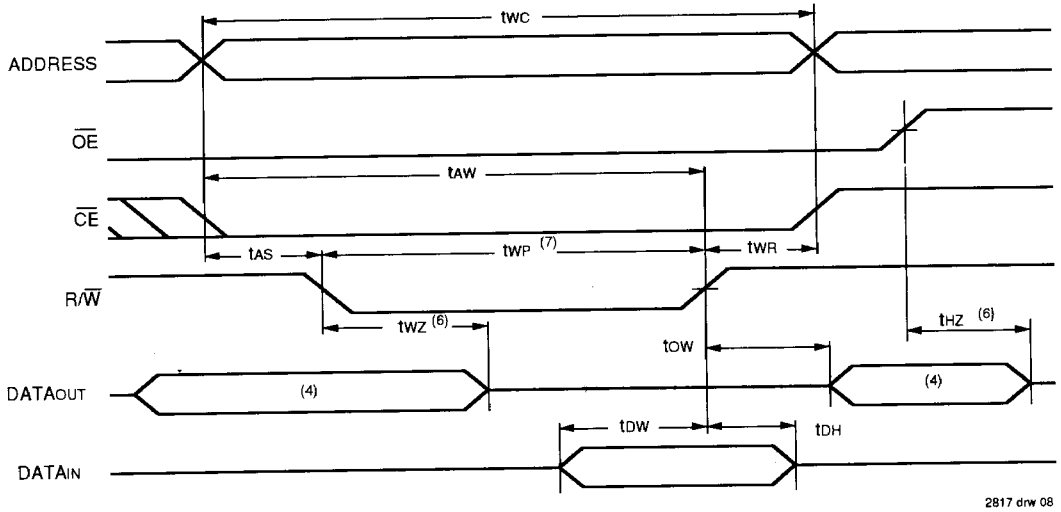 tWC
ADDRESS
OE
tAW
CE
tAS
tWP (7)
tWR
R/W
tWZ (6)
tOW
tHZ (6)
DATAOUT
(4)
(4)
tDW
tDH
DATAIN
2817 drw 08